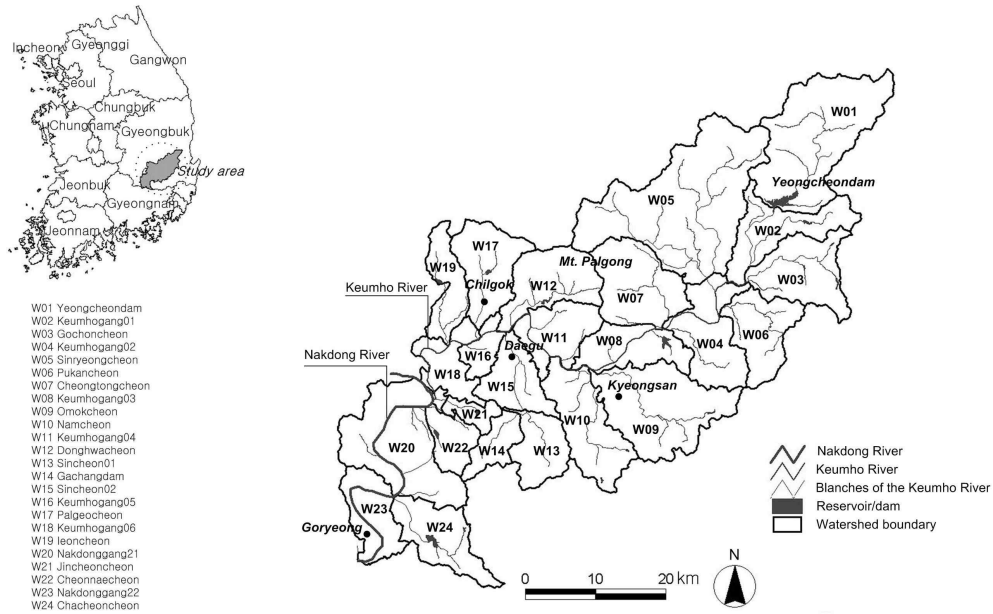 Incheon
Gyeonggi
Gangwon
Seoul
Chungbuk
Chungnam
Gyeongbuk
Study area
Jeonbuk
Gyeongnam
Jeonnam
W01 Yeongcheondam
W02 Keumhogang01
W03 Gochoncheon
W04 Keumhogang02
W05 Sinryeongcheon
W06 Pukancheon
W07 Cheongtongcheon
W08 Keumhogang03
W09 Omokcheon
W10 Namcheon
W11 Keumhogang04
W12 Donghwacheon
W13 Sincheon01
W14 Gachangdam
W15 Sincheon02
W16 Keumhogang05
W17 Palgeocheon
W18 Keumhogang06
W19 Ieoncheon
W20 Nakdonggang21
W21 Jincheoncheon
W22 Cheonnaecheon
W23 Nakdonggang22
W24 Chacheoncheon
W01
Yeongcheondam
W05
W02
W17
Mt. Palgong
W19
W03
Chilgok
W12
Keumho River
W07
W11
W06
Daegu
W08
W04
W16
Nakdong River
W18
Kyeongsan
W15
W21
W10
W20
W22
W09
W14
W13
W23
Goryeong
W24
Nakdong River
Keumho River
Blanches of the Keumho River
Reservoir/dam
Watershed boundary
N
0 10 20 km